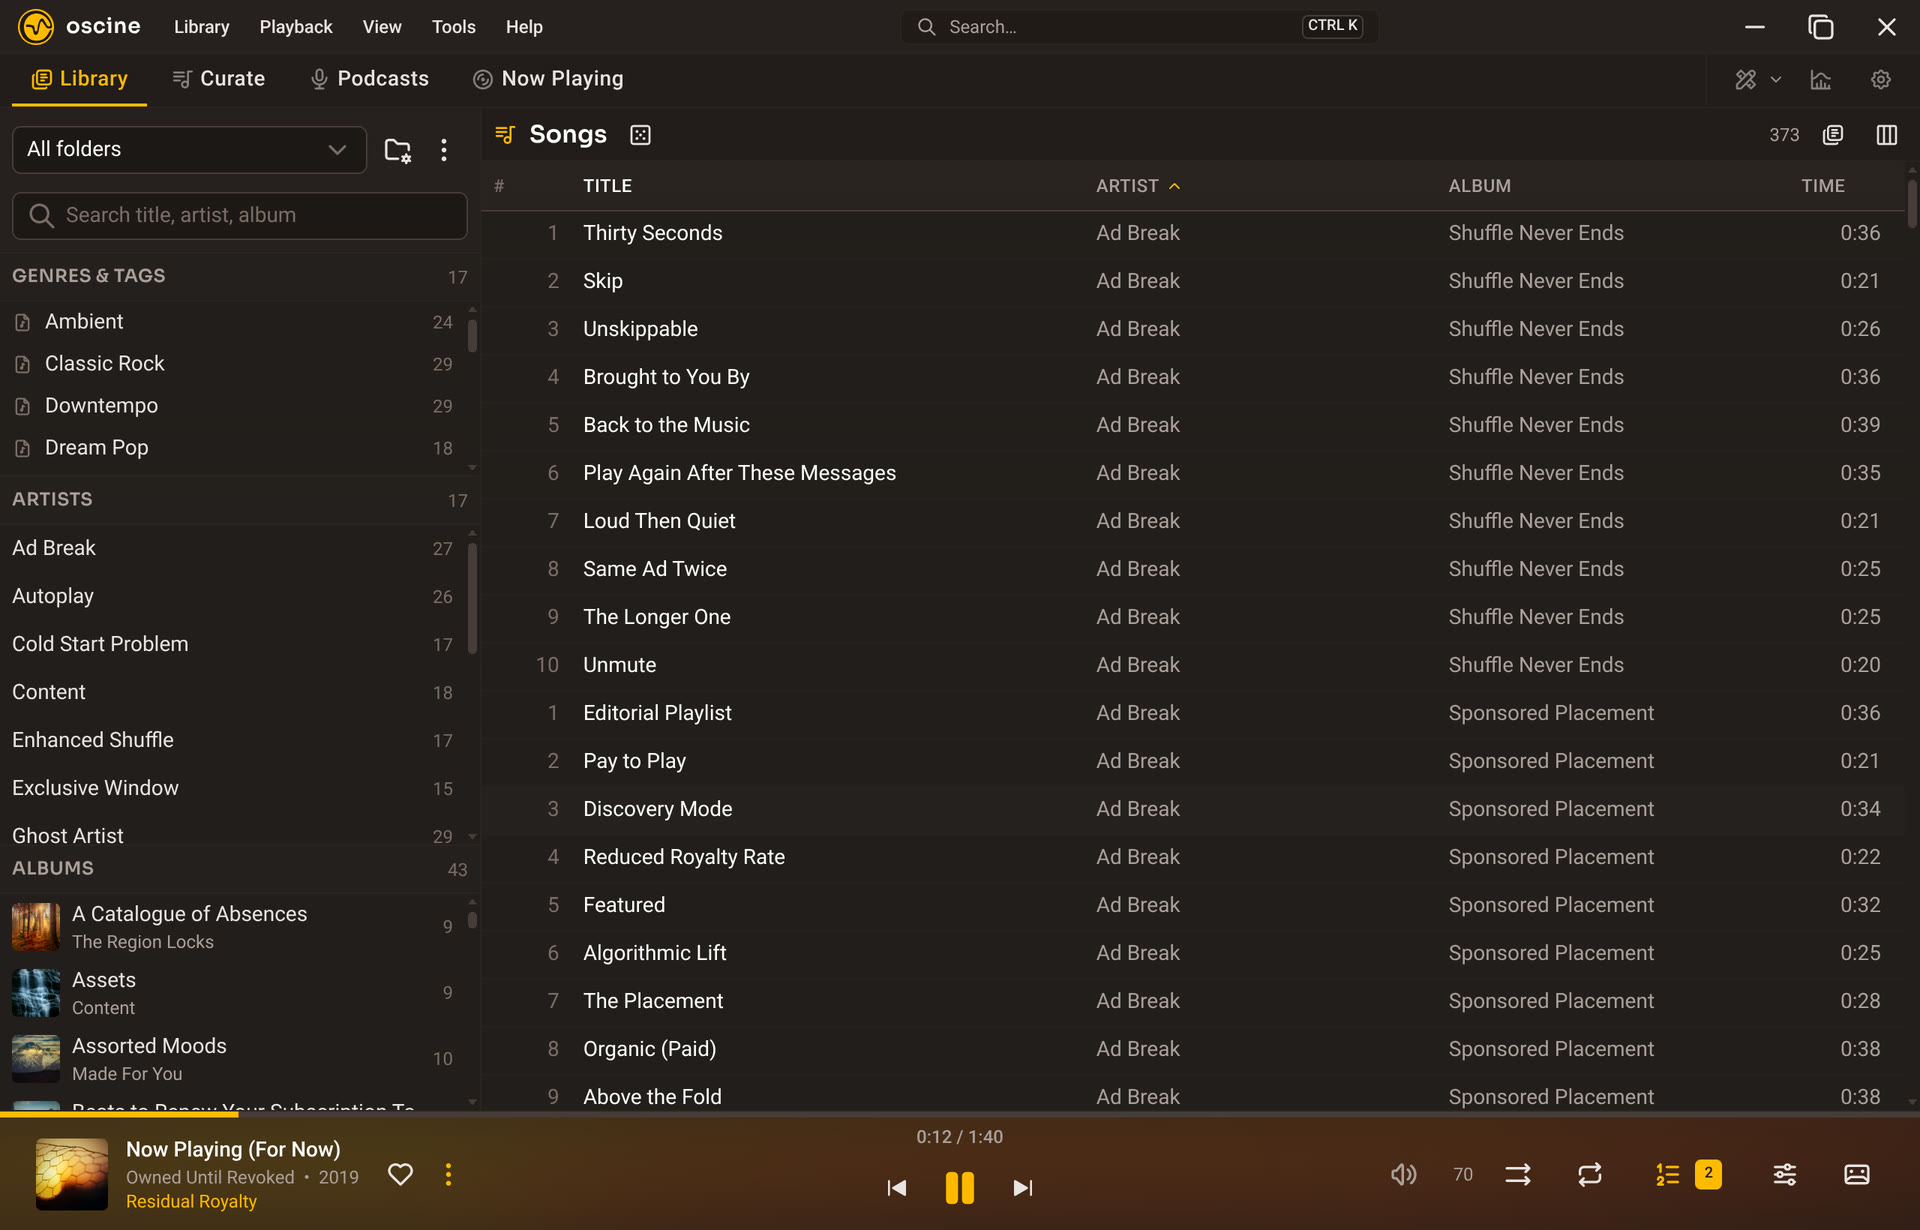 oscine Library Playback View Tools Help Search... CTRL K
Library Curate Podcasts Now Playing
All folders
Search title, artist, album
GENRES & TAGS 17
Ambient 24
Classic Rock 29
Downtempo 29
Dream Pop 18
ARTISTS 17
Ad Break 27
Autoplay 26
Cold Start Problem 17
Content 18
Enhanced Shuffle 17
Exclusive Window 15
Ghost Artist 29
ALBUMS 43
A Catalogue of Absences
The Region Locks
9
Assets
Content
9
Assorted Moods
Made For You
10
Beats to Renew Your Subscription To
Songs 373
# TITLE ARTIST ALBUM TIME
1 Thirty Seconds Ad Break Shuffle Never Ends 0:36
2 Skip Ad Break Shuffle Never Ends 0:21
3 Unskippable Ad Break Shuffle Never Ends 0:26
4 Brought to You By Ad Break Shuffle Never Ends 0:36
5 Back to the Music Ad Break Shuffle Never Ends 0:39
6 Play Again After These Messages Ad Break Shuffle Never Ends 0:35
7 Loud Then Quiet Ad Break Shuffle Never Ends 0:21
8 Same Ad Twice Ad Break Shuffle Never Ends 0:25
9 The Longer One Ad Break Shuffle Never Ends 0:25
10 Unmute Ad Break Shuffle Never Ends 0:20
1 Editorial Playlist Ad Break Sponsored Placement 0:36
2 Pay to Play Ad Break Sponsored Placement 0:21
3 Discovery Mode Ad Break Sponsored Placement 0:34
4 Reduced Royalty Rate Ad Break Sponsored Placement 0:22
5 Featured Ad Break Sponsored Placement 0:32
6 Algorithmic Lift Ad Break Sponsored Placement 0:25
7 The Placement Ad Break Sponsored Placement 0:28
8 Organic (Paid) Ad Break Sponsored Placement 0:38
9 Above the Fold Ad Break Sponsored Placement 0:38
Now Playing (For Now)
Owned Until Revoked • 2019
Residual Royalty
0:12 / 1:40
70
2